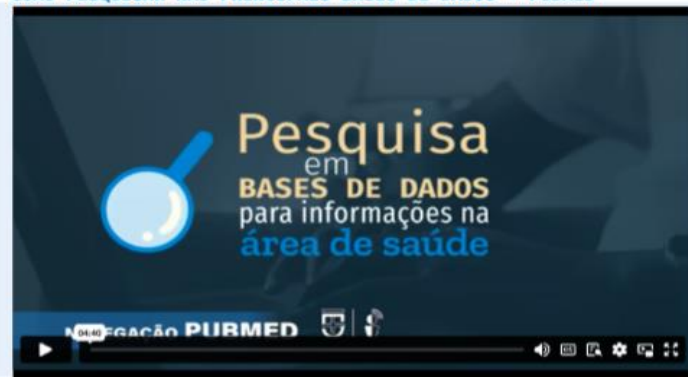 Pesquisa
em
BASES DE DADOS
para informações na
área de saúde
PUBMED
04:40